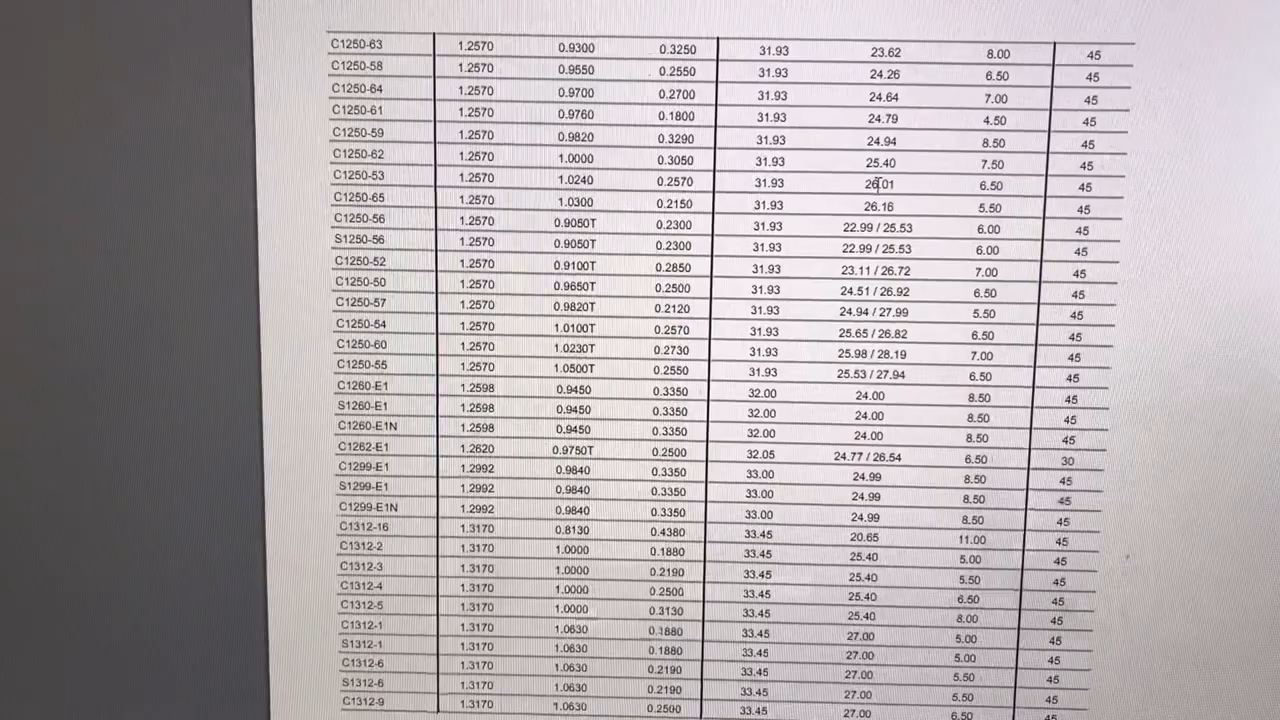 C1250-63 1.2570 0.9300 0.3250 31.93 23.62 8.00 45
C1250-58 1.2570 0.9550 0.2550 31.93 24.26 6.50 45
C1250-64 1.2570 0.9700 0.2700 31.93 24.64 7.00 45
C1250-61 1.2570 0.9760 0.1800 31.93 24.79 4.50 45
C1250-59 1.2570 0.9820 0.3290 31.93 24.94 8.50 45
C1250-62 1.2570 1.0000 0.3050 31.93 25.40 7.50 45
C1250-53 1.2570 1.0240 0.2570 31.93 26.01 6.50 45
C1250-65 1.2570 1.0300 0.2150 31.93 26.16 5.50 45
C1250-56 1.2570 0.9050T 0.2300 31.93 22.99 / 25.53 6.00 45
S1250-56 1.2570 0.9050T 0.2300 31.93 22.99 / 25.53 6.00 45
C1250-52 1.2570 0.9100T 0.2850 31.93 23.11 / 26.72 7.00 45
C1250-50 1.2570 0.9650T 0.2500 31.93 24.51 / 26.92 6.50 45
C1250-57 1.2570 0.9820T 0.2120 31.93 24.94 / 27.99 5.50 45
C1250-54 1.2570 1.0100T 0.2570 31.93 25.65 / 26.82 6.50 45
C1250-60 1.2570 1.0230T 0.2730 31.93 25.98 / 28.19 7.00 45
C1250-55 1.2570 1.0500T 0.2550 31.93 25.53 / 27.94 6.50 45
C1260-E1 1.2598 0.9450 0.3350 32.00 24.00 8.50 45
S1260-E1 1.2598 0.9450 0.3350 32.00 24.00 8.50 45
C1260-E1N 1.2598 0.9450 0.3350 32.00 24.00 8.50 45
C1262-E1 1.2620 0.9750T 0.2500 32.05 24.77 / 26.54 6.50 30
C1299-E1 1.2992 0.9840 0.3350 33.00 24.99 8.50 45
S1299-E1 1.2992 0.9840 0.3350 33.00 24.99 8.50 45
C1299-E1N 1.2992 0.9840 0.3350 33.00 24.99 8.50 45
C1312-16 1.3170 0.8130 0.4380 33.45 20.65 11.00 45
C1312-2 1.3170 1.0000 0.1880 33.45 25.40 5.00 45
C1312-3 1.3170 1.0000 0.2190 33.45 25.40 5.50 45
C1312-4 1.3170 1.0000 0.2500 33.45 25.40 6.50 45
C1312-5 1.3170 1.0000 0.3130 33.45 25.40 8.00 45
C1312-1 1.3170 1.0630 0.1880 33.45 27.00 5.00 45
S1312-1 1.3170 1.0630 0.1880 33.45 27.00 5.00 45
C1312-6 1.3170 1.0630 0.2190 33.45 27.00 5.50 45
S1312-6 1.3170 1.0630 0.2190 33.45 27.00 5.50 45
C1312-9 1.3170 1.0630 0.2500 33.45 27.00 6.50 45